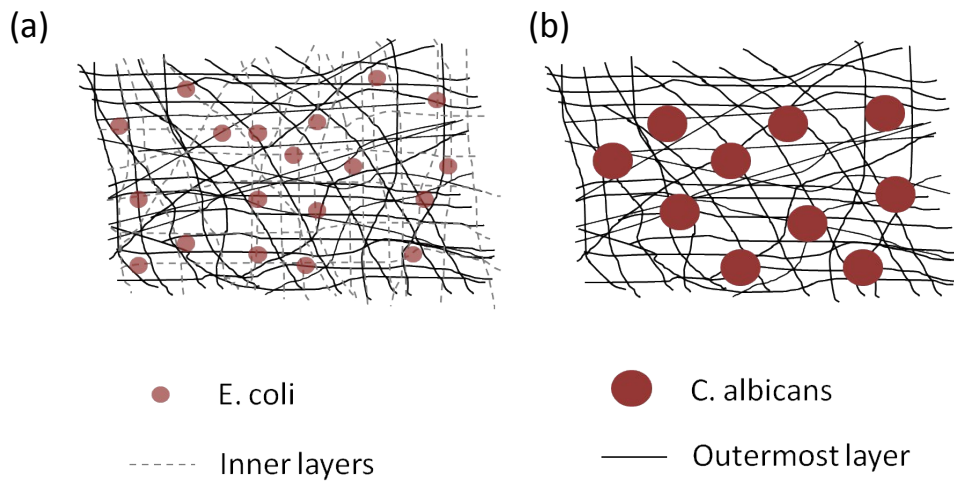 (a)
(b)
E. coli
C. albicans
Inner layers
Outermost layer